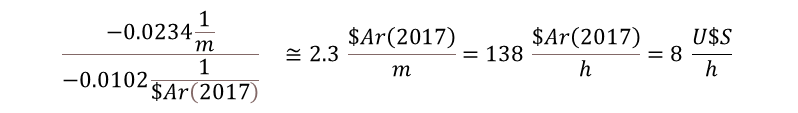 −0.0234 1/m
−0.0102 1/$Ar(2017)
≅ 2.3 $Ar(2017)/m = 138 $Ar(2017)/h = 8 U$S/h